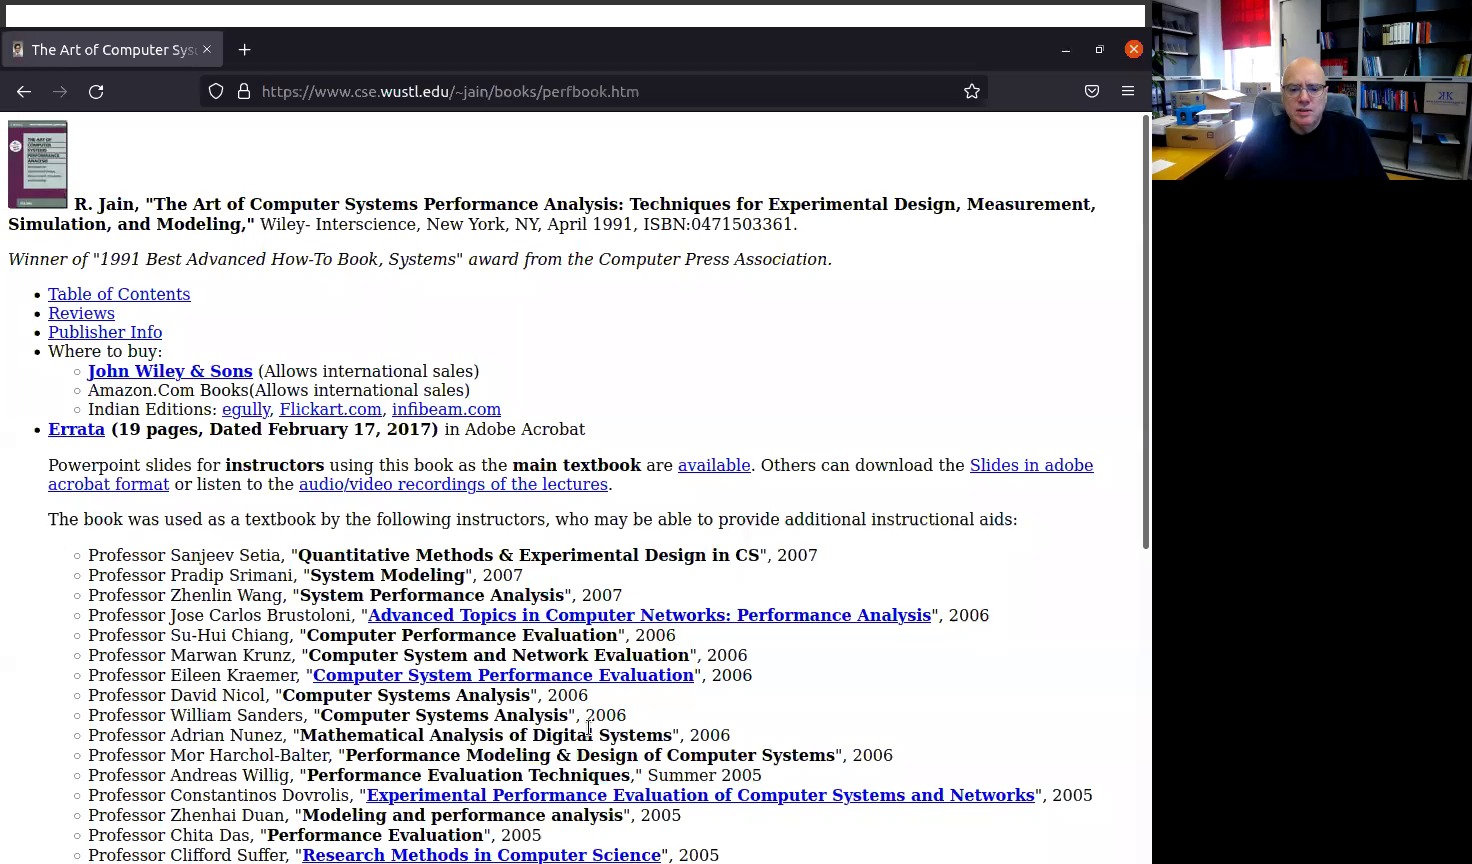 The Art of Computer Sys
https://www.cse.wustl.edu/~jain/books/perfbook.htm
THE ART OF
COMPUTER
SYSTEMS
PERFORMANCE
ANALYSIS
R. Jain, "The Art of Computer Systems Performance Analysis: Techniques for Experimental Design, Measurement,
Simulation, and Modeling," Wiley- Interscience, New York, NY, April 1991, ISBN:0471503361.
Winner of "1991 Best Advanced How-To Book, Systems" award from the Computer Press Association.
Table of Contents
Reviews
Publisher Info
Where to buy:
John Wiley & Sons (Allows international sales)
Amazon.Com Books(Allows international sales)
Indian Editions: egully, Flickart.com, infibeam.com
Errata (19 pages, Dated February 17, 2017) in Adobe Acrobat
Powerpoint slides for instructors using this book as the main textbook are available. Others can download the Slides in adobe
acrobat format or listen to the audio/video recordings of the lectures.
The book was used as a textbook by the following instructors, who may be able to provide additional instructional aids:
Professor Sanjeev Setia, "Quantitative Methods & Experimental Design in CS", 2007
Professor Pradip Srimani, "System Modeling", 2007
Professor Zhenlin Wang, "System Performance Analysis", 2007
Professor Jose Carlos Brustoloni, "Advanced Topics in Computer Networks: Performance Analysis", 2006
Professor Su-Hui Chiang, "Computer Performance Evaluation", 2006
Professor Marwan Krunz, "Computer System and Network Evaluation", 2006
Professor Eileen Kraemer, "Computer System Performance Evaluation", 2006
Professor David Nicol, "Computer Systems Analysis", 2006
Professor William Sanders, "Computer Systems Analysis", 2006
Professor Adrian Nunez, "Mathematical Analysis of Digital Systems", 2006
Professor Mor Harchol-Balter, "Performance Modeling & Design of Computer Systems", 2006
Professor Andreas Willig, "Performance Evaluation Techniques," Summer 2005
Professor Constantinos Dovrolis, "Experimental Performance Evaluation of Computer Systems and Networks", 2005
Professor Zhenhai Duan, "Modeling and performance analysis", 2005
Professor Chita Das, "Performance Evaluation", 2005
Professor Clifford Suffer, "Research Methods in Computer Science", 2005